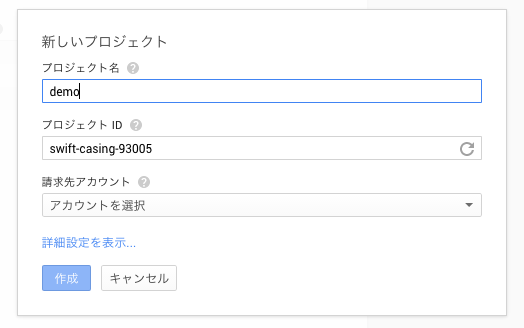 新しいプロジェクト
プロジェクト名 ?
demo
プロジェクト ID ?
swift-casing-93005
請求先アカウント ?
アカウントを選択
詳細設定を表示...
作成 キャンセル